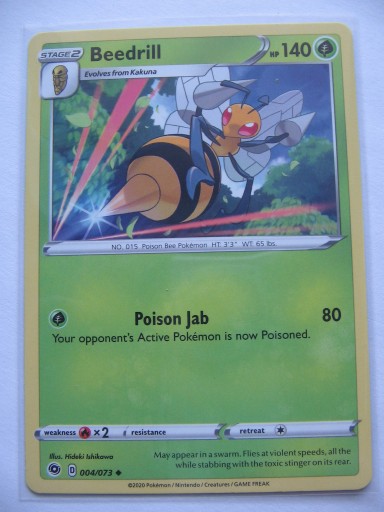 STAGE 2 Beedrill HP 140
Evolves from Kakuna
NO. 015 Poison Bee Pokémon HT: 3'3" WT: 65 lbs.
Poison Jab 80
Your opponent's Active Pokémon is now Poisoned.
weakness ×2 resistance retreat
Illus. Hideki Ishikawa
May appear in a swarm. Flies at violent speeds, all the
while stabbing with the toxic stinger on its rear.
D 004/073
©2020 Pokémon / Nintendo / Creatures / GAME FREAK